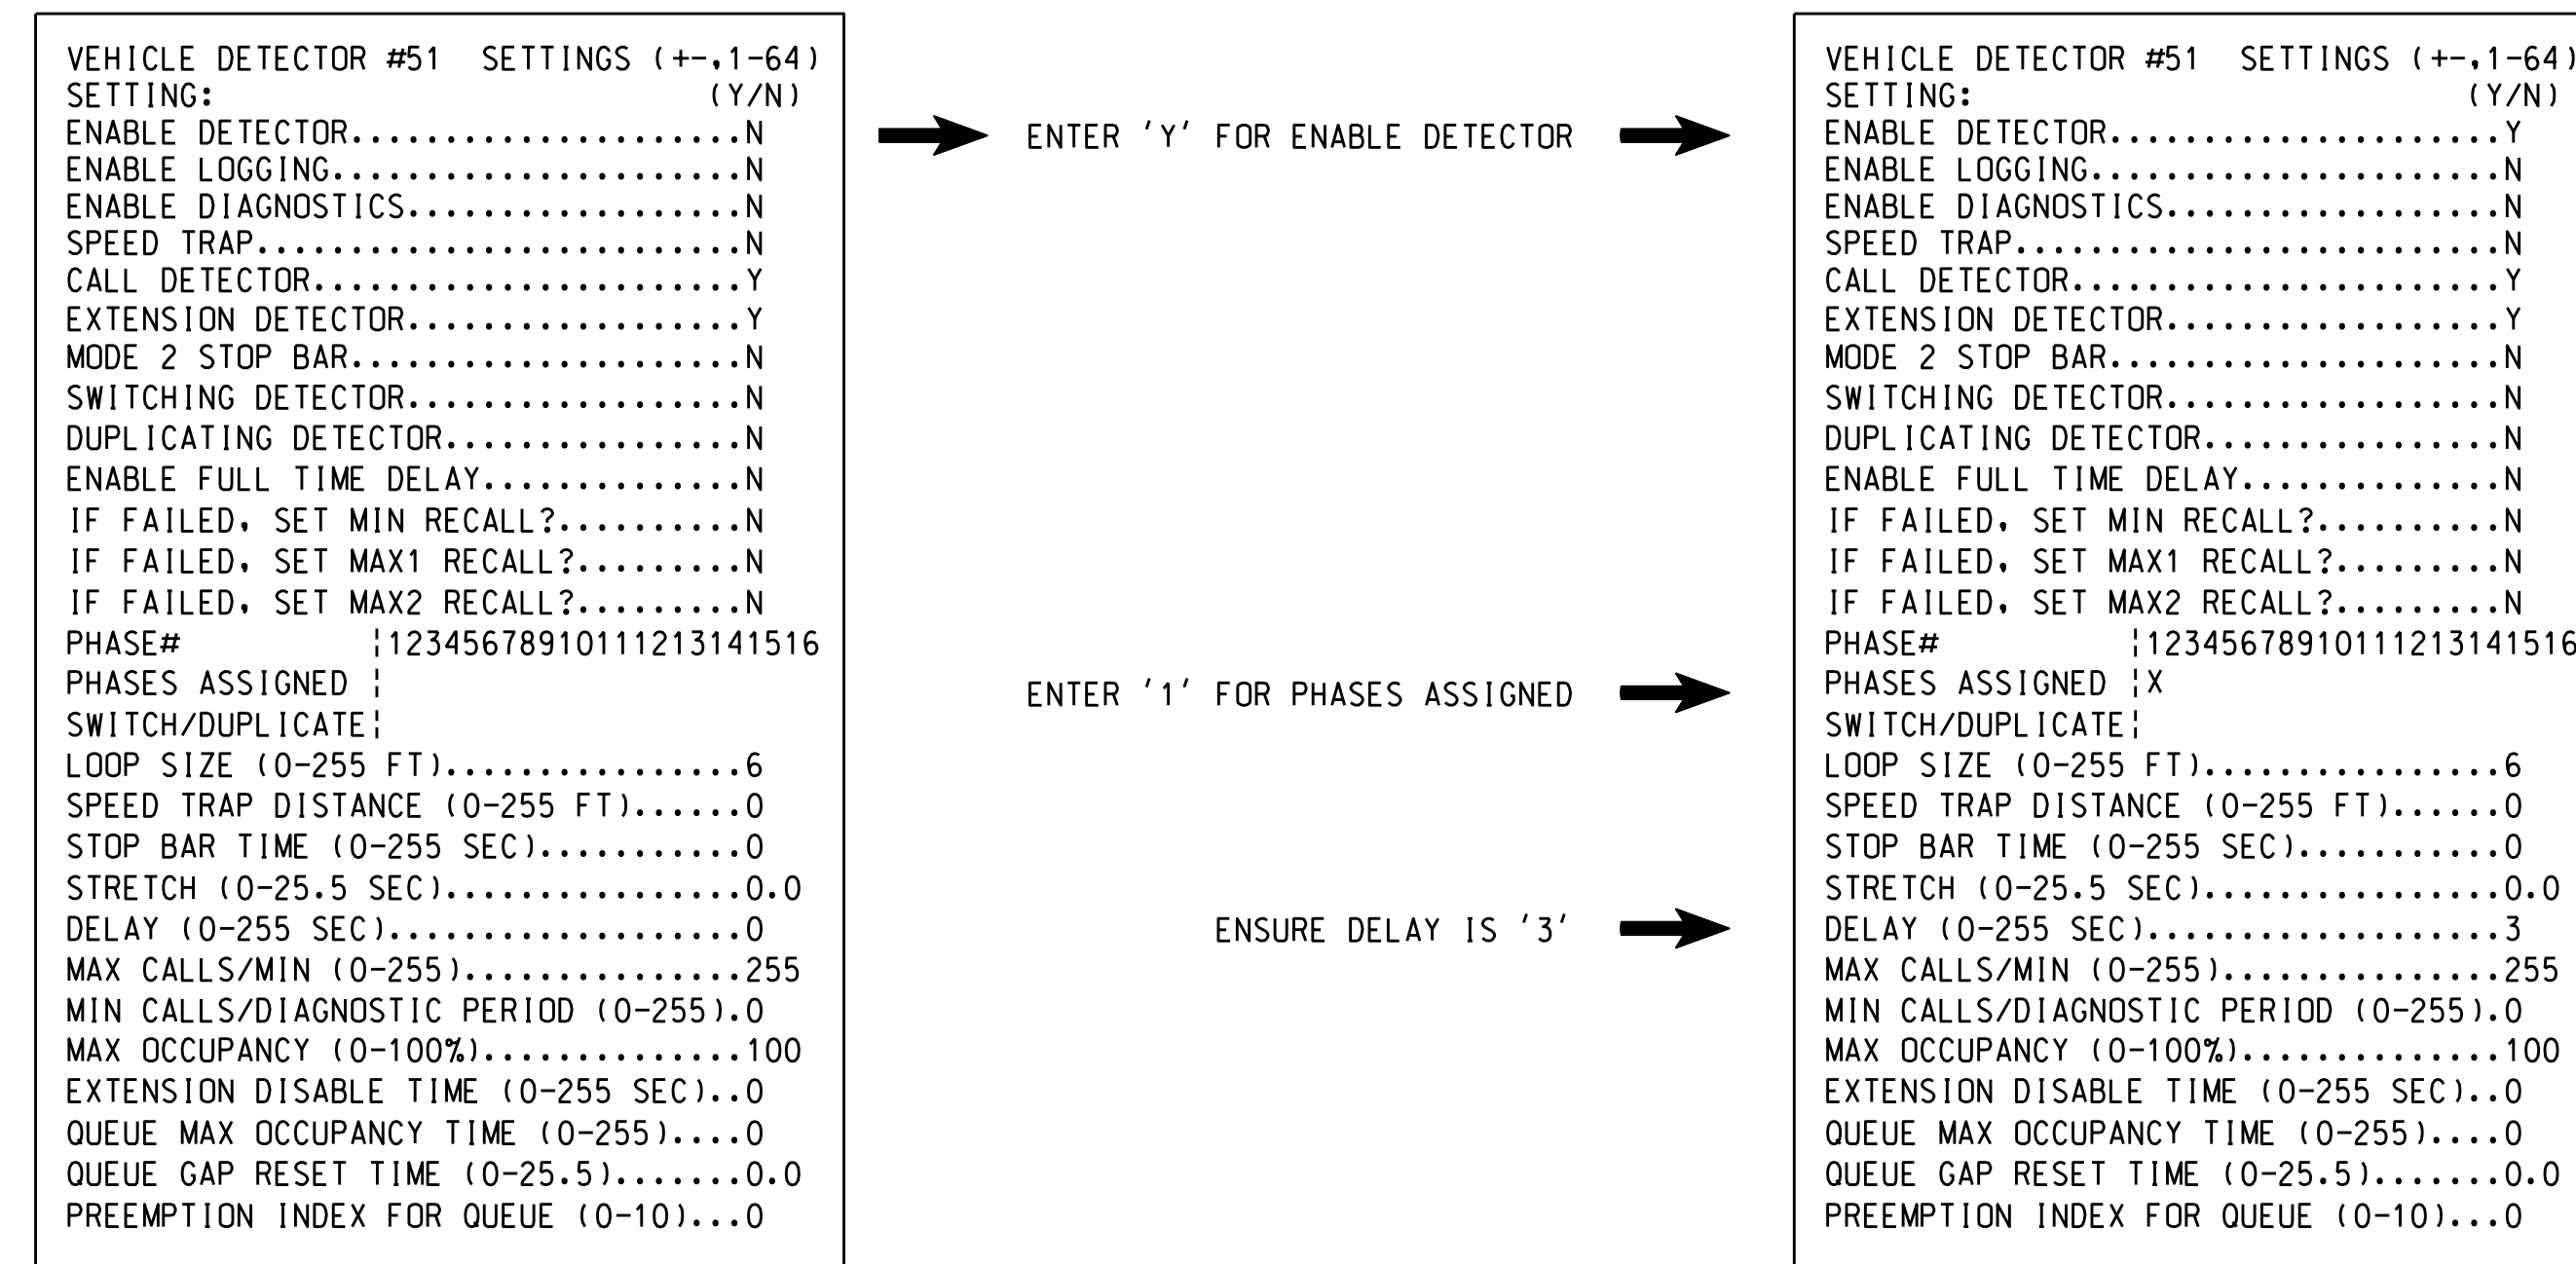 VEHICLE DETECTOR #51  SETTINGS (+-,1-64)
SETTING:                          (Y/N)
ENABLE DETECTOR.....................N
ENABLE LOGGING......................N
ENABLE DIAGNOSTICS..................N
SPEED TRAP..........................N
CALL DETECTOR.......................Y
EXTENSION DETECTOR..................Y
MODE 2 STOP BAR.....................N
SWITCHING DETECTOR..................N
DUPLICATING DETECTOR................N
ENABLE FULL TIME DELAY..............N
IF FAILED, SET MIN RECALL?..........N
IF FAILED, SET MAX1 RECALL?.........N
IF FAILED, SET MAX2 RECALL?.........N
PHASE#          ¦12345678910111213141516
PHASES ASSIGNED ¦
SWITCH/DUPLICATE¦
LOOP SIZE (0-255 FT)................6
SPEED TRAP DISTANCE (0-255 FT)......0
STOP BAR TIME (0-255 SEC)...........0
STRETCH (0-25.5 SEC)................0.0
DELAY (0-255 SEC)...................0
MAX CALLS/MIN (0-255)...............255
MIN CALLS/DIAGNOSTIC PERIOD (0-255).0
MAX OCCUPANCY (0-100%)..............100
EXTENSION DISABLE TIME (0-255 SEC)..0
QUEUE MAX OCCUPANCY TIME (0-255)....0
QUEUE GAP RESET TIME (0-25.5).......0.0
PREEMPTION INDEX FOR QUEUE (0-10)...0
ENTER 'Y' FOR ENABLE DETECTOR
ENTER '1' FOR PHASES ASSIGNED
ENSURE DELAY IS '3'
VEHICLE DETECTOR #51  SETTINGS (+-,1-64)
SETTING:                          (Y/N)
ENABLE DETECTOR.....................Y
ENABLE LOGGING......................N
ENABLE DIAGNOSTICS..................N
SPEED TRAP..........................N
CALL DETECTOR.......................Y
EXTENSION DETECTOR..................Y
MODE 2 STOP BAR.....................N
SWITCHING DETECTOR..................N
DUPLICATING DETECTOR................N
ENABLE FULL TIME DELAY..............N
IF FAILED, SET MIN RECALL?..........N
IF FAILED, SET MAX1 RECALL?.........N
IF FAILED, SET MAX2 RECALL?.........N
PHASE#          ¦12345678910111213141516
PHASES ASSIGNED ¦X
SWITCH/DUPLICATE¦
LOOP SIZE (0-255 FT)................6
SPEED TRAP DISTANCE (0-255 FT)......0
STOP BAR TIME (0-255 SEC)...........0
STRETCH (0-25.5 SEC)................0.0
DELAY (0-255 SEC)...................3
MAX CALLS/MIN (0-255)...............255
MIN CALLS/DIAGNOSTIC PERIOD (0-255).0
MAX OCCUPANCY (0-100%)..............100
EXTENSION DISABLE TIME (0-255 SEC)..0
QUEUE MAX OCCUPANCY TIME (0-255)....0
QUEUE GAP RESET TIME (0-25.5).......0.0
PREEMPTION INDEX FOR QUEUE (0-10)...0